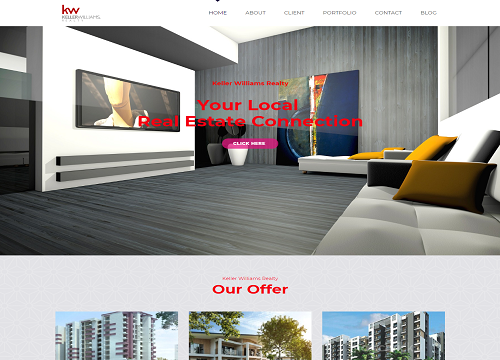 kw
KELLERWILLIAMS.
REALTY
HOME ABOUT CLIENT PORTFOLIO CONTACT BLOG
Keller Williams Realty
Your Local
Real Estate Connection
CLICK HERE
Keller Williams Realty
Our Offer